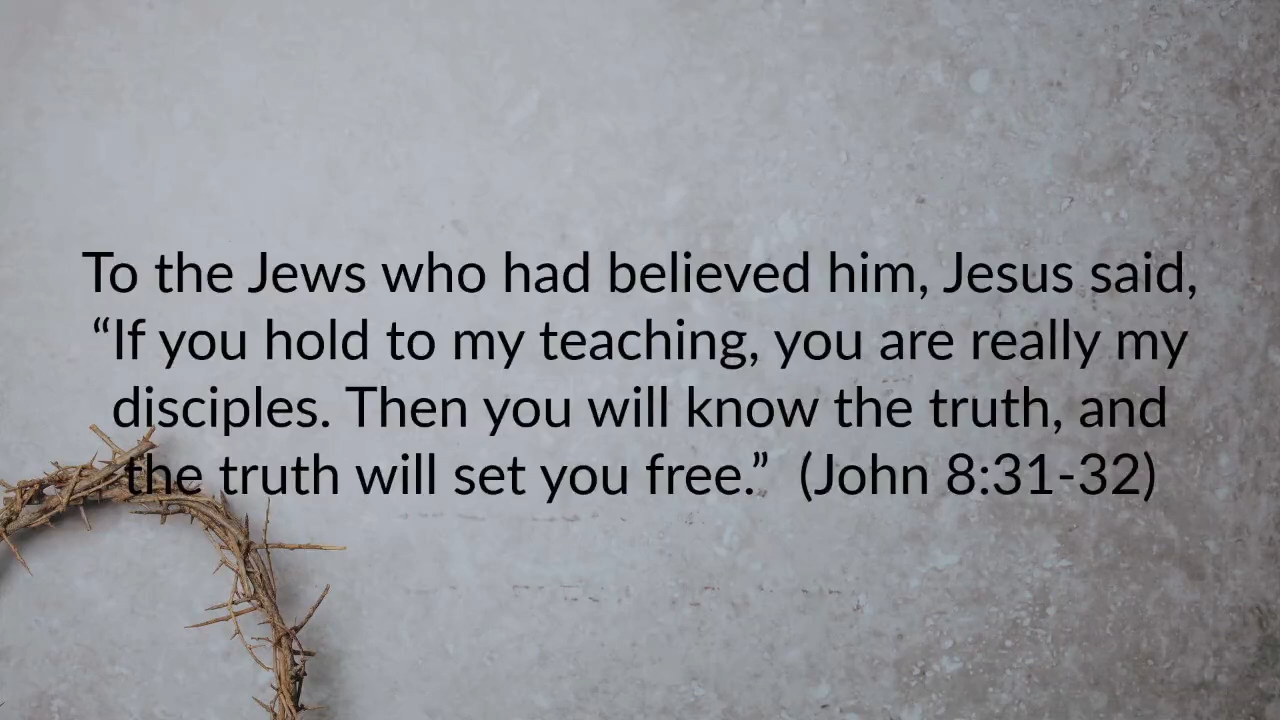 To the Jews who had believed him, Jesus said,
“If you hold to my teaching, you are really my
disciples. Then you will know the truth, and
the truth will set you free.”  (John 8:31-32)